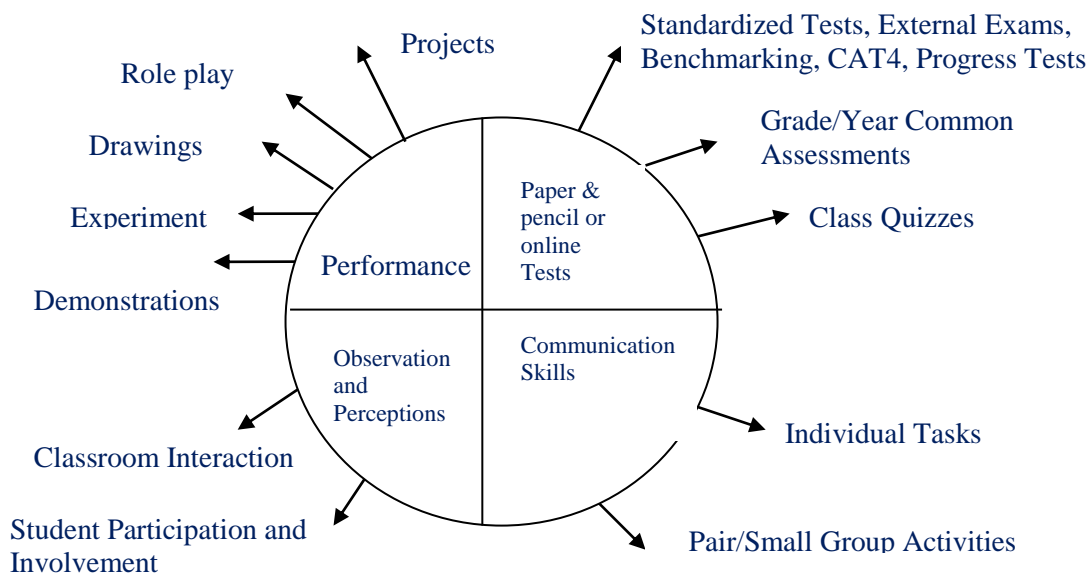 Projects
Standardized Tests, External Exams,
Benchmarking, CAT4, Progress Tests
Role play
Grade/Year Common
Assessments
Drawings
Paper &
pencil or
online
Tests
Experiment
Class Quizzes
Performance
Demonstrations
Observation
and
Perceptions
Communication
Skills
Individual Tasks
Classroom Interaction
Student Participation and
Involvement
Pair/Small Group Activities